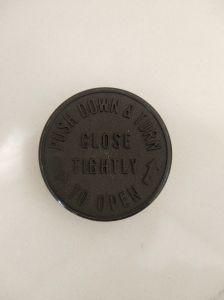 PUSH DOWN & TURN
CLOSE
TIGHTLY
TO OPEN